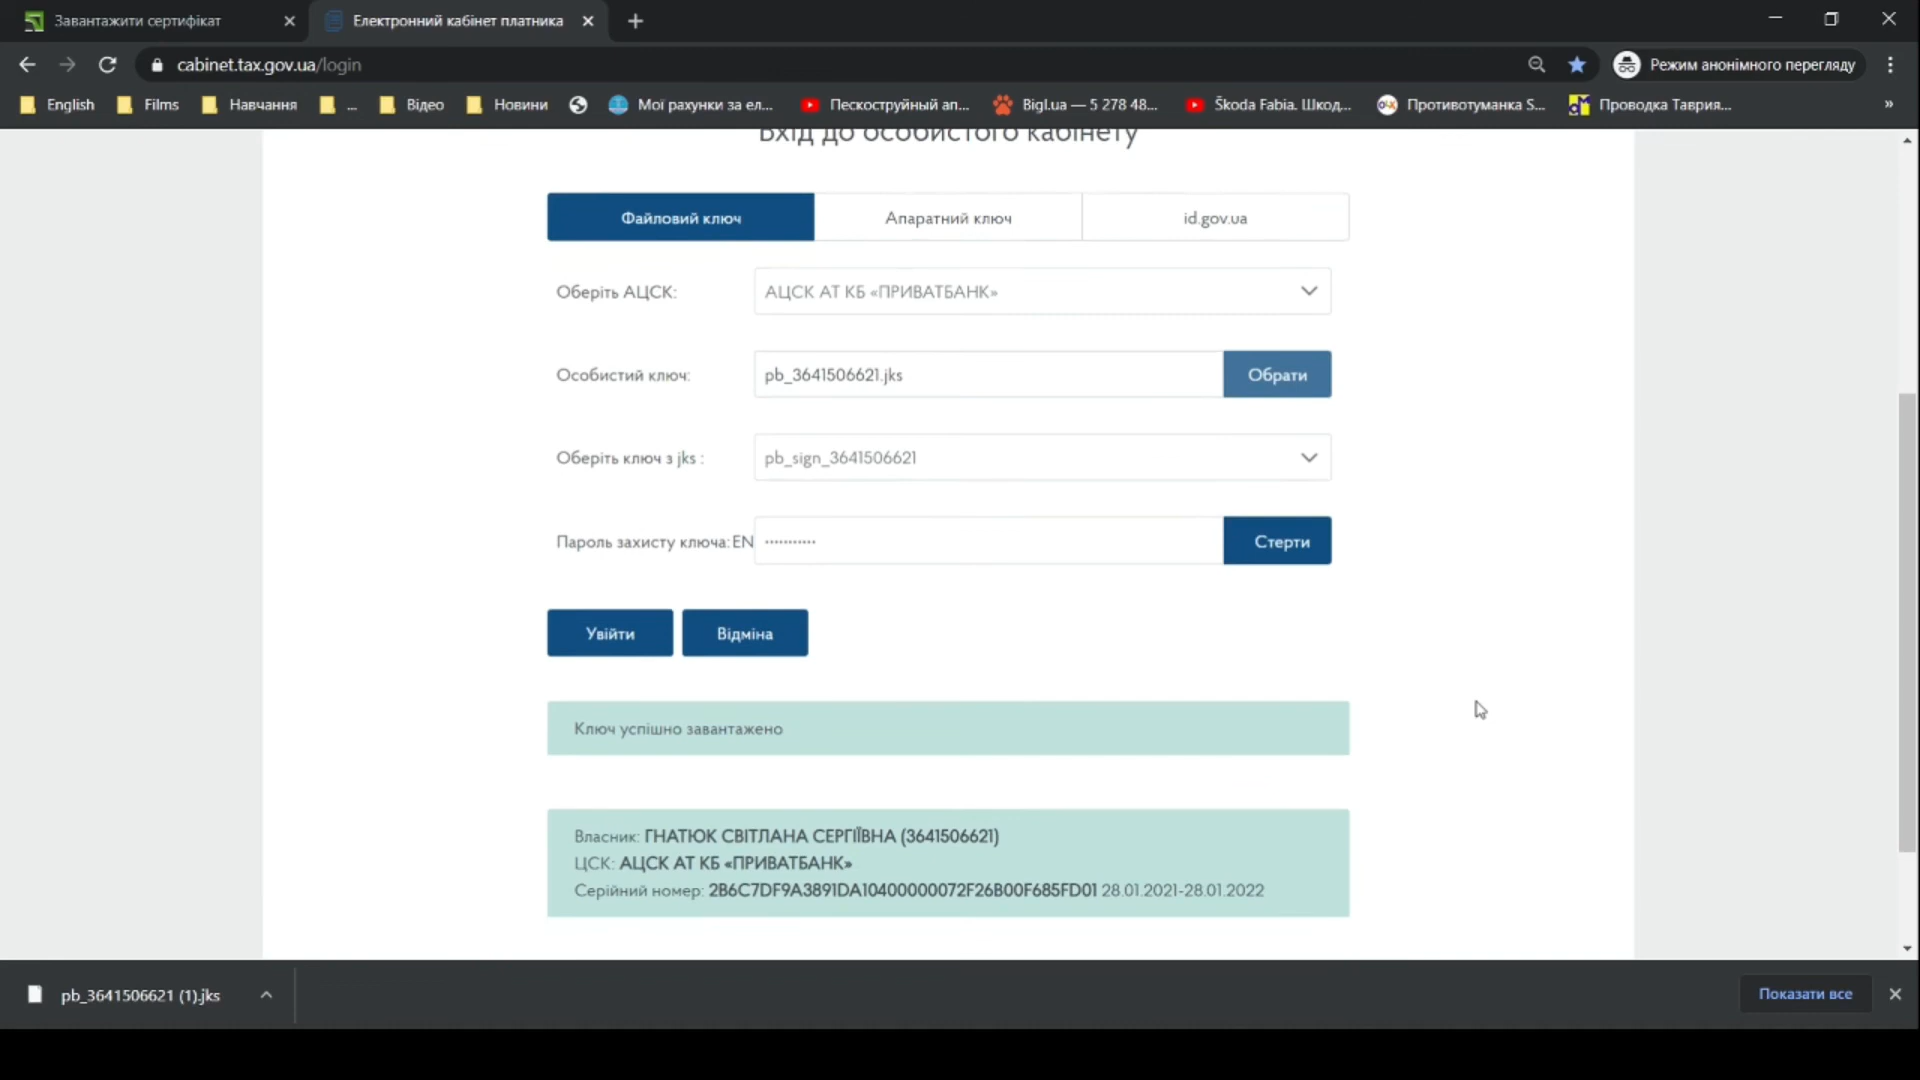 Завантажити сертифікат
Електронний кабінет платника
cabinet.tax.gov.ua/login
Режим анонімного перегляду
English
Films
Навчання
...
Відео
Новини
Мої рахунки за ел...
Пескоструйный ап...
Bigl.ua — 5 278 48...
Škoda Fabia. Шкод...
Противотуманка S...
Проводка Таврия...
»
Вхід до особистого кабінету
Файловий ключ
Апаратний ключ
id.gov.ua
Оберіть АЦСК:
АЦСК АТ КБ «ПРИВАТБАНК»
Особистий ключ:
pb_3641506621.jks
Обрати
Оберіть ключ з jks :
pb_sign_3641506621
Пароль захисту ключа: EN
Стерти
Увійти
Відміна
Ключ успішно завантажено
Власник: ГНАТЮК СВІТЛАНА СЕРГІЇВНА (3641506621)
ЦСК: АЦСК АТ КБ «ПРИВАТБАНК»
Серійний номер: 2B6C7DF9A3891DA10400000072F26B00F685FD01 28.01.2021-28.01.2022
pb_3641506621 (1).jks
Показати все